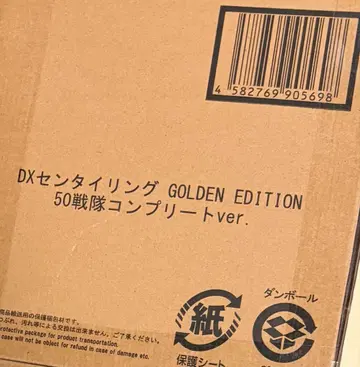 4 582769 905698
DXセンタイリング GOLDEN EDITION
50戦隊コンプリートver.
商品輸送用の保護梱包材です。
つぶれ、汚れ等による交換は出来ません。ご了承ください。
protective package for product transportation.
case will not be object for refund in case of damage etc.
紙
保護シート
ダンボール